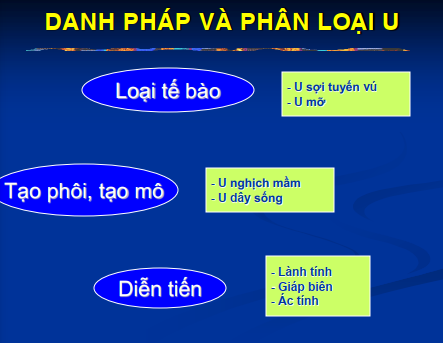 DANH PHÁP VÀ PHÂN LOẠI U
Loại tế bào
- U sợi tuyến vú
- U mỡ
Tạo phôi, tạo mô
- U nghịch mầm
- U dây sống
Diễn tiến
- Lành tính
- Giáp biên
- Ác tính